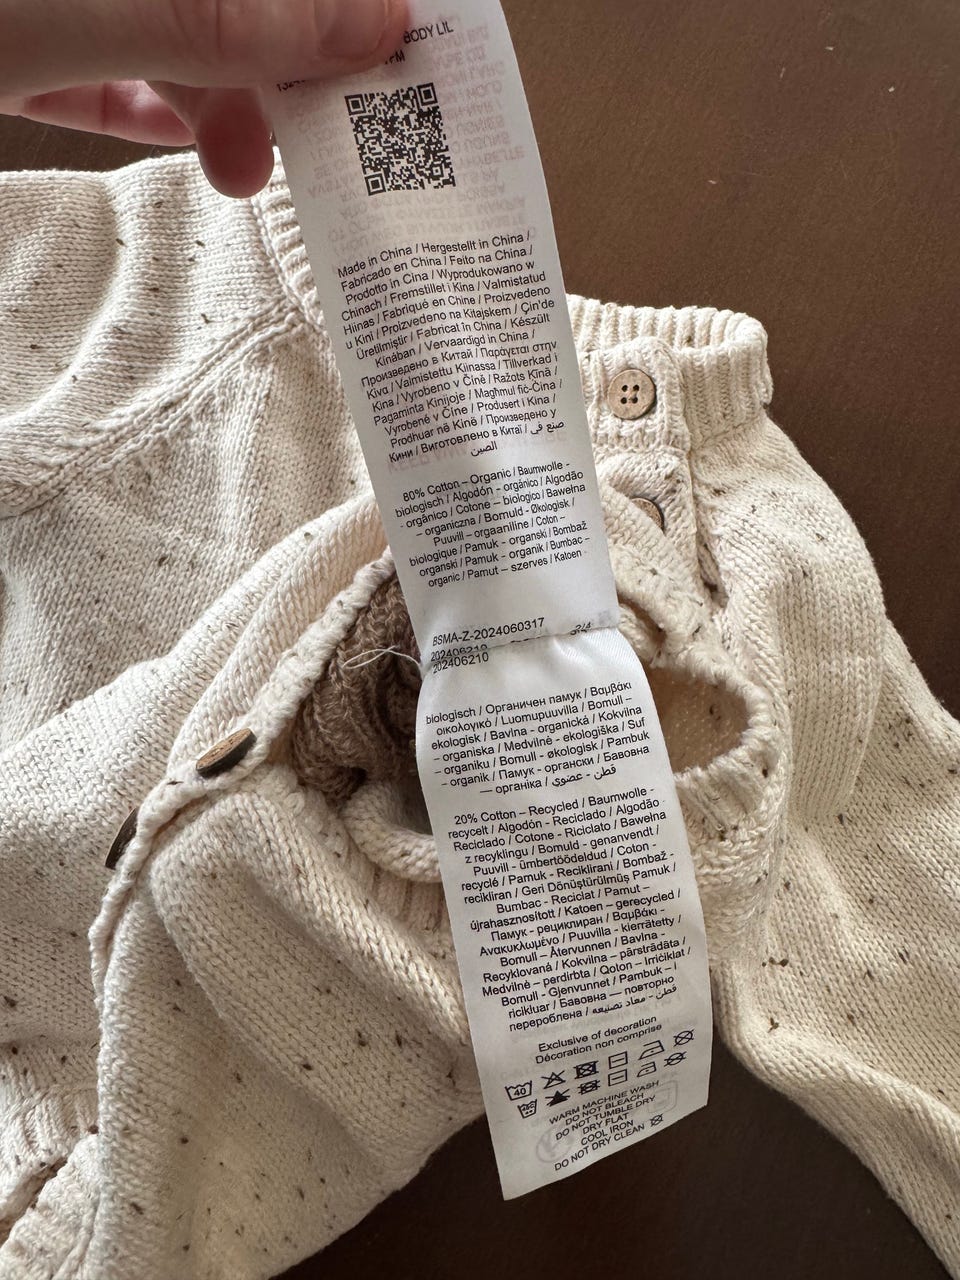 BODY LIL
Made in China / Hergestellt in China /
Fabricado en China / Feito na China /
Prodotto in Cina / Wyprodukowano w
Chinach / Fremstillet i Kina / Valmistatud
Hiinas / Fabriqué en Chine / Proizvedeno
u Kini / Proizvedeno na Kitajskem / Çin'de
Üretilmiştir / Fabricat în China / Készült
Kínában / Vervaardigd in China /
Произведено в Китай / Παράγεται στην
Κίνα / Valmistettu Kiinassa / Tillverkad i
Kina / Vyrobeno v Číně / Ražots Ķīnā /
Pagaminta Kinijoje / Magħmul fiċ-Ċina /
Vyrobené v Číne / Produsert i Kina /
Prodhuar në Kinë / Произведено у
Кини / Виготовлено в Китаї / صنع في
الصين
80% Cotton – Organic / Baumwolle -
biologisch / Algodón - orgánico / Algodão
- orgânico / Cotone – biologico / Bawełna
– organiczna / Bomuld - Økologisk /
Puuvill - orgaaniline / Coton –
biologique / Pamuk - organski / Bombaž
organski / Pamuk - organik / Bumbac –
organic / Pamut – szerves / Katoen -
BSMA-Z-2024060317
202406210 3/4
202406210
biologisch / Органичен памук / Βαμβάκι
οικολογικό / Luomupuuvilla / Bomull –
ekologisk / Bavlna - organická / Kokvilna
– organiska / Medvilnė - ekologiška / Suf
– organiku / Bomull - økologisk / Pambuk
– organik / Памук - органски / Бавовна
— органіка / قطن - عضوي
20% Cotton – Recycled / Baumwolle -
recycelt / Algodón - Reciclado / Algodão
Reciclado / Cotone - Riciclato / Bawełna
z recyklingu / Bomuld - genanvendt /
Puuvill - ümbertöödeldud / Coton -
recyclé / Pamuk - Reciklirani / Bombaž -
recikliran / Geri Dönüştürülmüş Pamuk /
Bumbac - Reciclat / Pamut –
újrahasznosított / Katoen – gerecycled /
Памук - рециклиран / Βαμβάκι -
Ανακυκλωμένο / Puuvilla - kierrätetty /
Bomull – Återvunnen / Bavlna -
Recyklovaná / Kokvilna – pārstrādāta /
Medvilnė – perdirbta / Qoton – Irriċiklat /
Bomull - Gjenvunnet / Pambuk – I
riciklar / Бавовна — повторно
перероблена / قطن - معاد تصنيعه
Exclusive of decoration
Décoration non comprise
40
WARM MACHINE WASH
DO NOT BLEACH
DO NOT TUMBLE DRY
DRY FLAT
COOL IRON
DO NOT DRY CLEAN